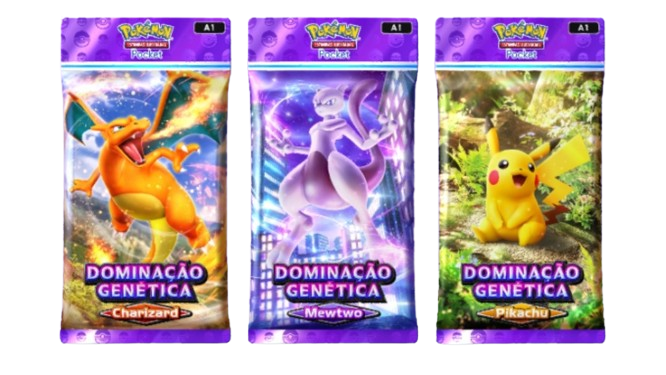 A1
Pokémon
Pocket
DOMINAÇÃO
GENÉTICA
Charizard
A1
Pokémon
Pocket
DOMINAÇÃO
GENÉTICA
Mewtwo
A1
Pokémon
Pocket
DOMINAÇÃO
GENÉTICA
Pikachu